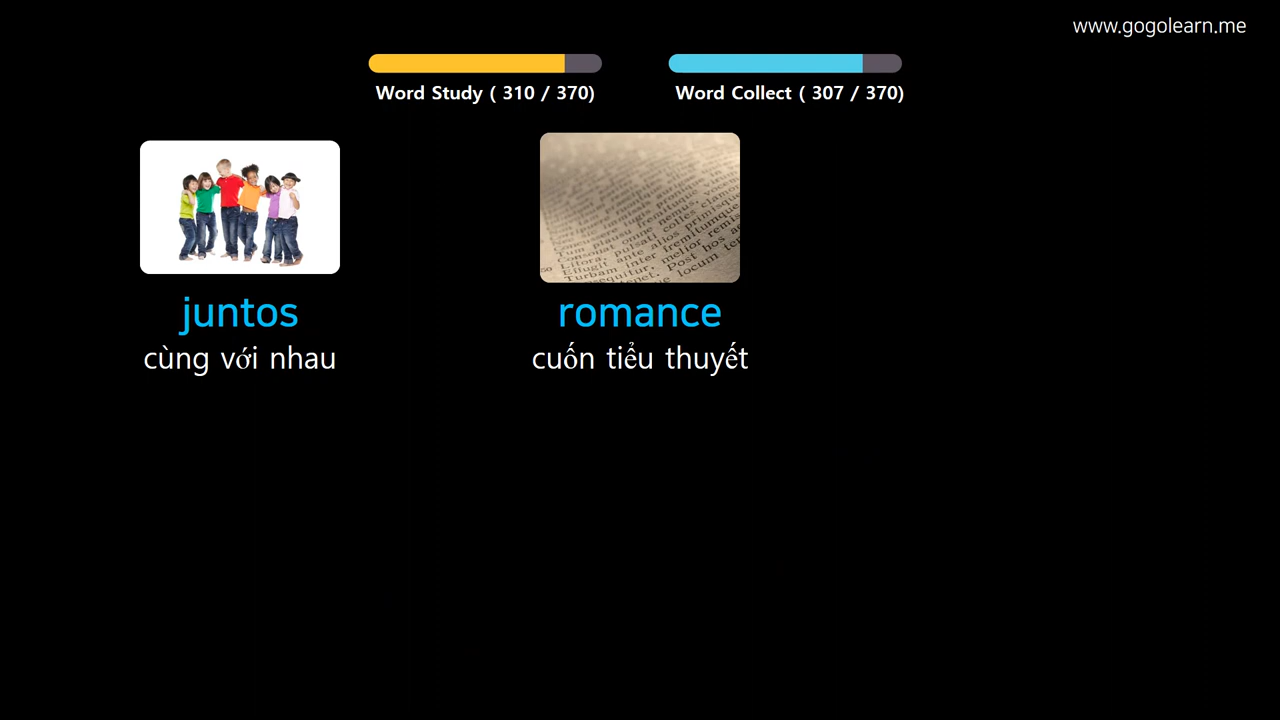 www.gogolearn.me
Word Study ( 310 / 370)
Word Collect ( 307 / 370)
juntos
cùng với nhau
romance
cuốn tiểu thuyết